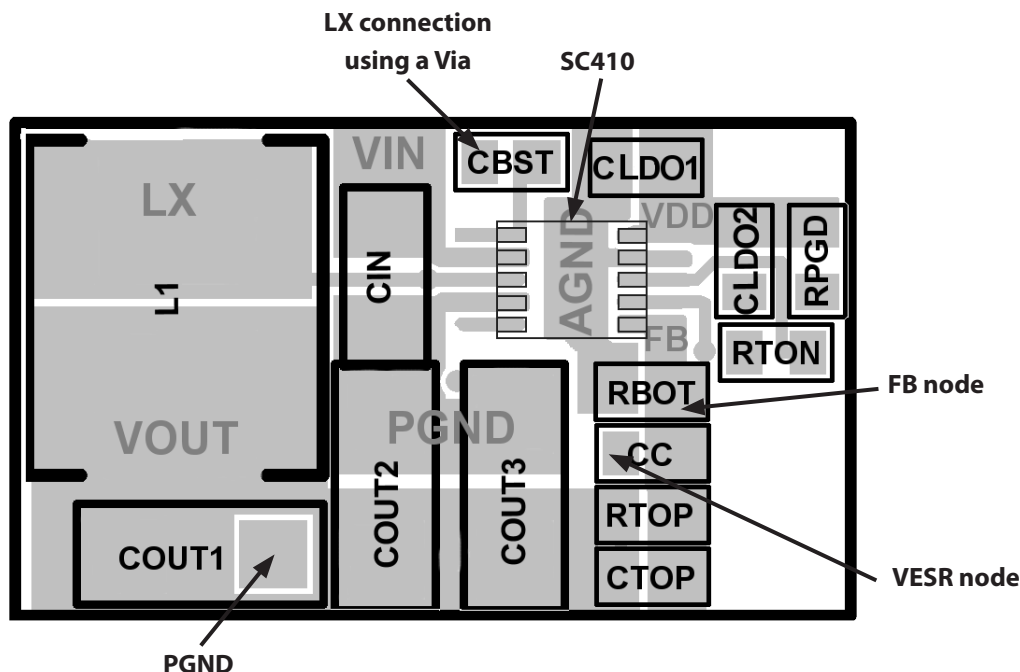 LX connection
using a Via
SC410
VIN
CBST
CLDO1
LX
VDD
CLDO2
RPGD
CIN
L1
AGND
FB
RTON
RBOT
FB node
VOUT
PGND
CC
COUT2
COUT3
RTOP
COUT1
CTOP
VESR node
PGND